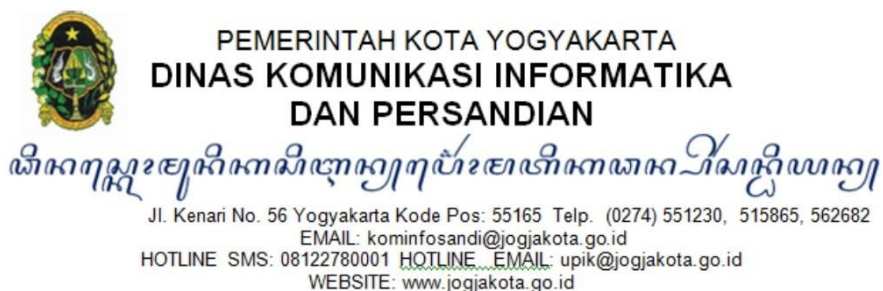 PEMERINTAH KOTA YOGYAKARTA
DINAS KOMUNIKASI INFORMATIKA
DAN PERSANDIAN
Jl. Kenari No. 56 Yogyakarta Kode Pos: 55165 Telp. (0274) 551230, 515865, 562682
EMAIL: kominfosandi@jogjakota.go.id
HOTLINE SMS: 08122780001 HOTLINE EMAIL: upik@jogjakota.go.id
WEBSITE: www.jogjakota.go.id